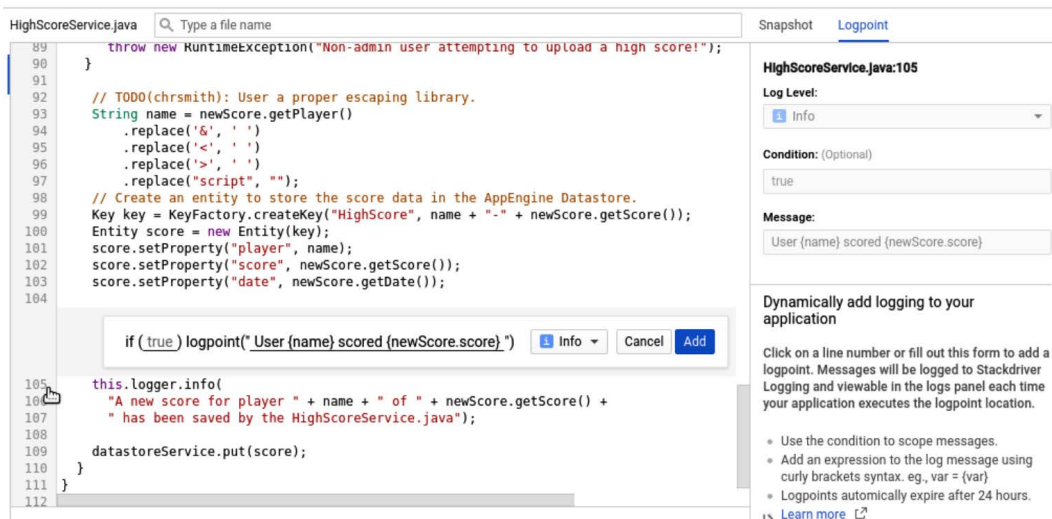 HighScoreService.java
Type a file name
Snapshot
Logpoint
89 throw new RuntimeException("Non-admin user attempting to upload a high score!");
90 }
91
92 // TODO(chrsmith): User a proper escaping library.
93 String name = newScore.getPlayer()
94 .replace('&', ' ')
95 .replace('<', ' ')
96 .replace('>', ' ')
97 .replace("script", "");
98 // Create an entity to store the score data in the AppEngine Datastore.
99 Key key = KeyFactory.createKey("HighScore", name + "-" + newScore.getScore());
100 Entity score = new Entity(key);
101 score.setProperty("player", name);
102 score.setProperty("score", newScore.getScore());
103 score.setProperty("date", newScore.getDate());
104
if ( true ) logpoint(" User {name} scored {newScore.score} ") Info Cancel Add
105 this.logger.info(
106 "A new score for player " + name + " of " + newScore.getScore() +
107 " has been saved by the HighScoreService.java");
108
109 datastoreService.put(score);
110 }
111 }
112
HighScoreService.java:105
Log Level:
Info
Condition: (Optional)
true
Message:
User {name} scored {newScore.score}
Dynamically add logging to your
application
Click on a line number or fill out this form to add a
logpoint. Messages will be logged to Stackdriver
Logging and viewable in the logs panel each time
your application executes the logpoint location.
Use the condition to scope messages.
Add an expression to the log message using
curly brackets syntax. eg., var = {var}
Logpoints automically expire after 24 hours.
Learn more